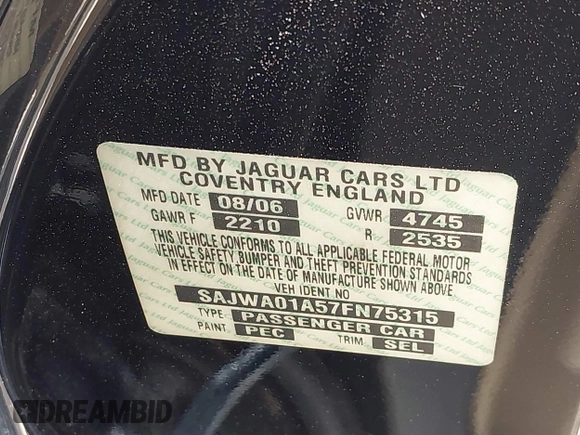 MFD BY JAGUAR CARS LTD
COVENTRY ENGLAND
MFD DATE 08/06 GVWR 4745
GAWR F 2210 R 2535
THIS VEHICLE CONFORMS TO ALL APPLICABLE FEDERAL MOTOR
VEHICLE SAFETY BUMPER AND THEFT PREVENTION STANDARDS
IN EFFECT ON THE DATE OF MANUFACTURE SHOWN ABOVE
VEH IDENT NO
SAJWA01A57FN75315
TYPE: PASSENGER CAR
PAINT: PEC TRIM: SEL
DREAMBID